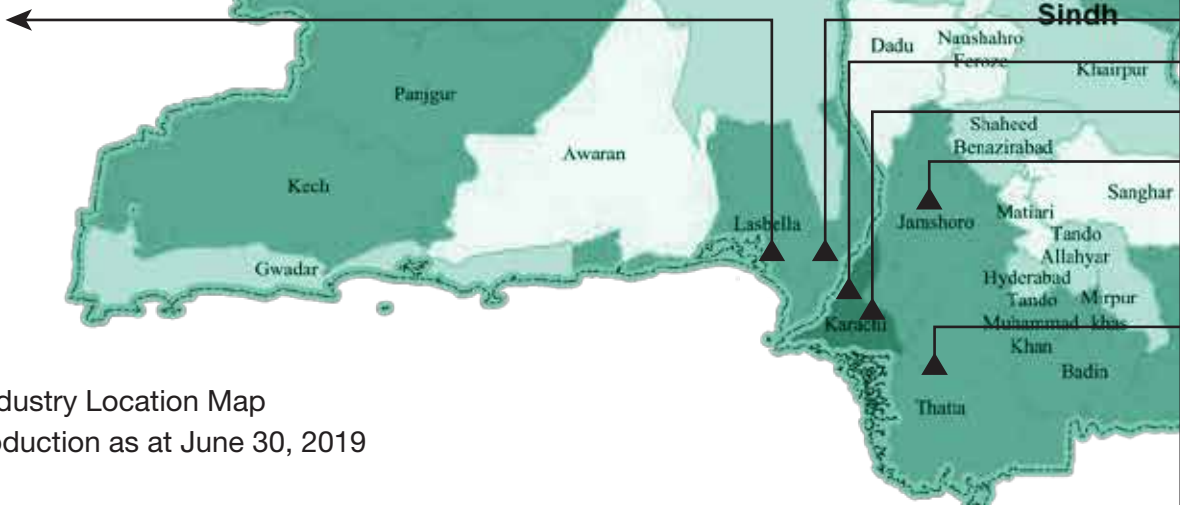 Sindh
Dadu
Naushahro
Feroze
Khairpur
Panjgur
Shaheed
Benazirabad
Awaran
Kech
Sanghar
Lasbella
Jamshoro
Matiari
Tando
Allahyar
Gwadar
Hyderabad
Tando
Mirpur
Karachi
Muhammad
khas
Khan
Badin
Thatta
dustry Location Map
oduction as at June 30, 2019